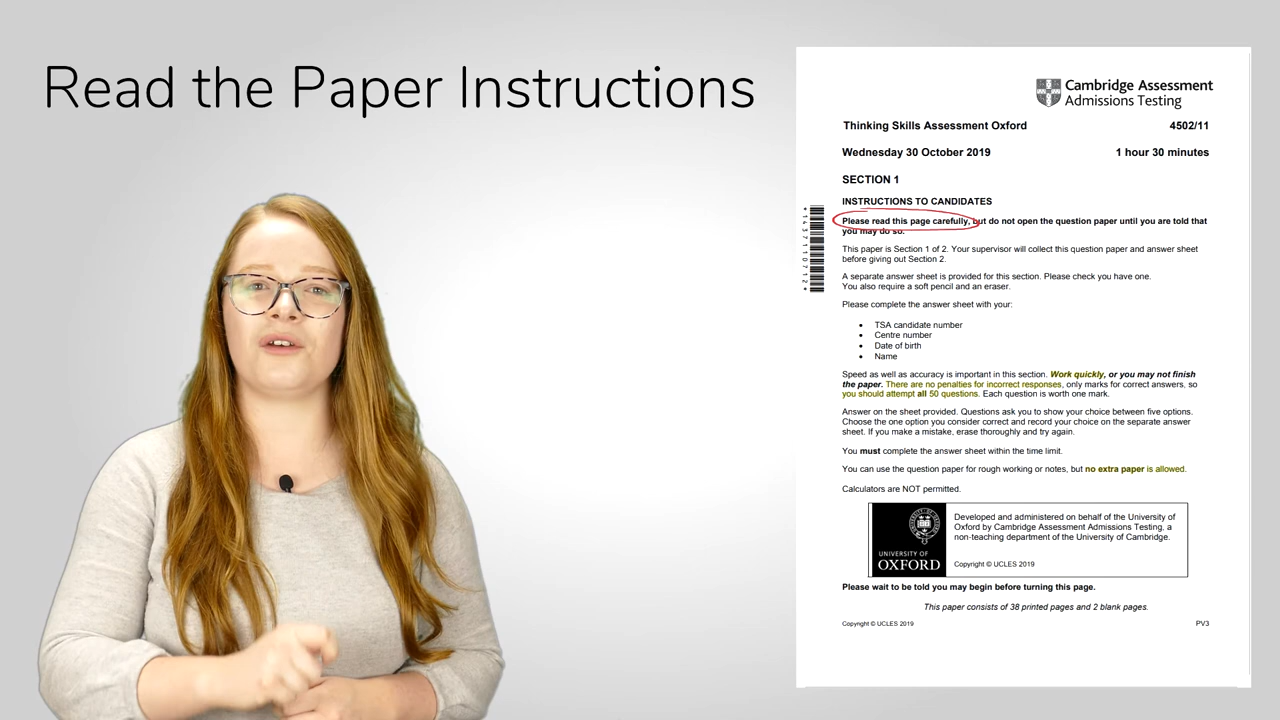 Read the Paper Instructions
Cambridge Assessment
Admissions Testing
Thinking Skills Assessment Oxford 4502/11
Wednesday 30 October 2019 1 hour 30 minutes
SECTION 1
INSTRUCTIONS TO CANDIDATES
Please read this page carefully, but do not open the question paper until you are told that
you may do so.
This paper is Section 1 of 2. Your supervisor will collect this question paper and answer sheet
before giving out Section 2.
A separate answer sheet is provided for this section. Please check you have one.
You also require a soft pencil and an eraser.
Please complete the answer sheet with your:
• TSA candidate number
• Centre number
• Date of birth
• Name
Speed as well as accuracy is important in this section. Work quickly, or you may not finish
the paper. There are no penalties for incorrect responses, only marks for correct answers, so
you should attempt all 50 questions. Each question is worth one mark.
Answer on the sheet provided. Questions ask you to show your choice between five options.
Choose the one option you consider correct and record your choice on the separate answer
sheet. If you make a mistake, erase thoroughly and try again.
You must complete the answer sheet within the time limit.
You can use the question paper for rough working or notes, but no extra paper is allowed.
Calculators are NOT permitted.
UNIVERSITY OF
OXFORD
Developed and administered on behalf of the University of
Oxford by Cambridge Assessment Admissions Testing, a
non-teaching department of the University of Cambridge.
Copyright © UCLES 2019
Please wait to be told you may begin before turning this page.
This paper consists of 38 printed pages and 2 blank pages.
Copyright © UCLES 2019 PV3